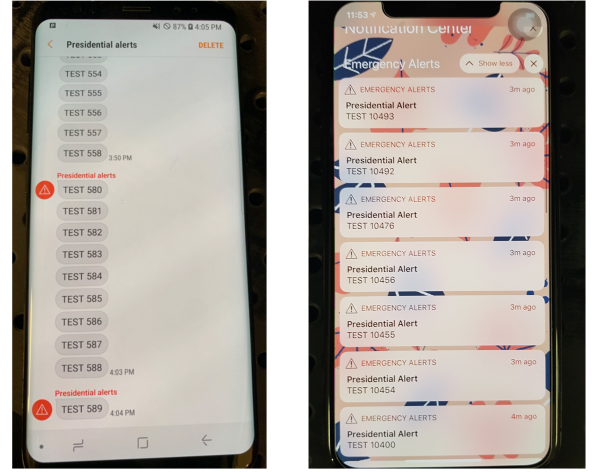 87% 4:05 PM
Presidential alerts
DELETE
TEST 554
TEST 555
TEST 556
TEST 557
TEST 558
3:50 PM
Presidential alerts
TEST 580
TEST 581
TEST 582
TEST 583
TEST 584
TEST 585
TEST 586
TEST 587
TEST 588
4:03 PM
Presidential alerts
TEST 589
4:04 PM
11:53
Notification Center
Emergency Alerts
Show less
EMERGENCY ALERTS 3m ago
Presidential Alert
TEST 10493
EMERGENCY ALERTS 3m ago
Presidential Alert
TEST 10492
EMERGENCY ALERTS 3m ago
Presidential Alert
TEST 10476
EMERGENCY ALERTS 3m ago
Presidential Alert
TEST 10456
EMERGENCY ALERTS 3m ago
Presidential Alert
TEST 10455
EMERGENCY ALERTS 3m ago
Presidential Alert
TEST 10454
EMERGENCY ALERTS 4m ago
Presidential Alert
TEST 10400